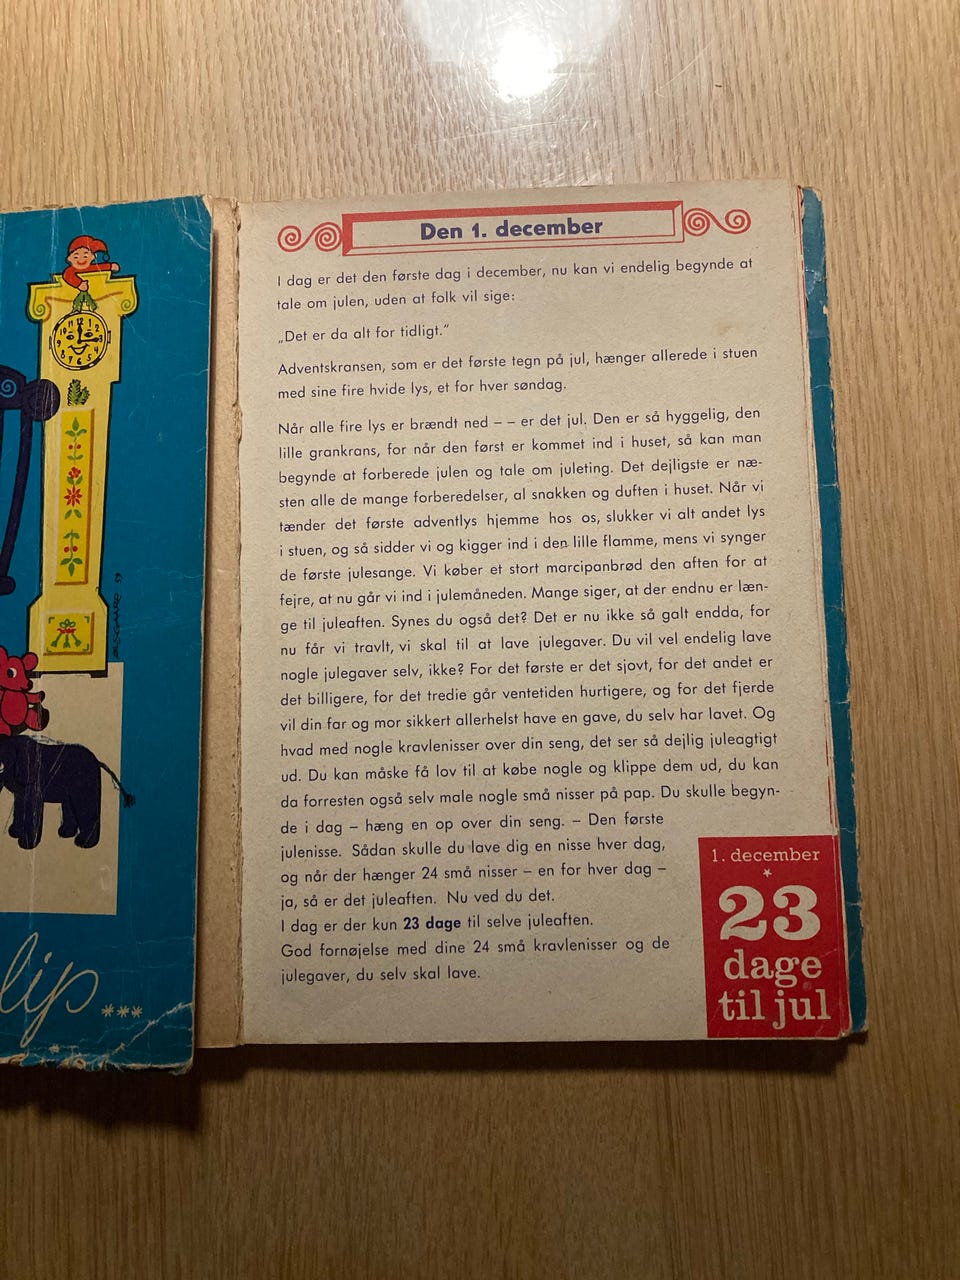 Den 1. december
I dag er det den første dag i december, nu kan vi endelig begynde at
tale om julen, uden at folk vil sige:
„Det er da alt for tidligt.“
Adventskransen, som er det første tegn på jul, hænger allerede i stuen
med sine fire hvide lys, et for hver søndag.
Når alle fire lys er brændt ned – – er det jul. Den er så hyggelig, den
lille grankrans, for når den først er kommet ind i huset, så kan man
begynde at forberede julen og tale om juleting. Det dejligste er næ-
sten alle de mange forberedelser, al snakken og duften i huset. Når vi
tænder det første adventlys hjemme hos os, slukker vi alt andet lys
i stuen, og så sidder vi og kigger ind i den lille flamme, mens vi synger
de første julesange. Vi køber et stort marcipanbrød den aften for at
fejre, at nu går vi ind i julemåneden. Mange siger, at der endnu er læn-
ge til juleaften. Synes du også det? Det er nu ikke så galt endda, for
nu får vi travlt, vi skal til at lave julegaver. Du vil vel endelig lave
nogle julegaver selv, ikke? For det første er det sjovt, for det andet er
det billigere, for det tredie går ventetiden hurtigere, og for det fjerde
vil din far og mor sikkert allerhelst have en gave, du selv har lavet. Og
hvad med nogle kravlenisser over din seng, det ser så dejlig juleagtigt
ud. Du kan måske få lov til at købe nogle og klippe dem ud, du kan
da forresten også selv male nogle små nisser på pap. Du skulle begyn-
de i dag – hæng en op over din seng. – Den første
julenisse. Sådan skulle du lave dig en nisse hver dag,
og når der hænger 24 små nisser – en for hver dag –
ja, så er det juleaften. Nu ved du det.
I dag er der kun 23 dage til selve juleaften.
God fornøjelse med dine 24 små kravlenisser og de
julegaver, du selv skal lave.
1. december
23
dage
til jul
lip ***